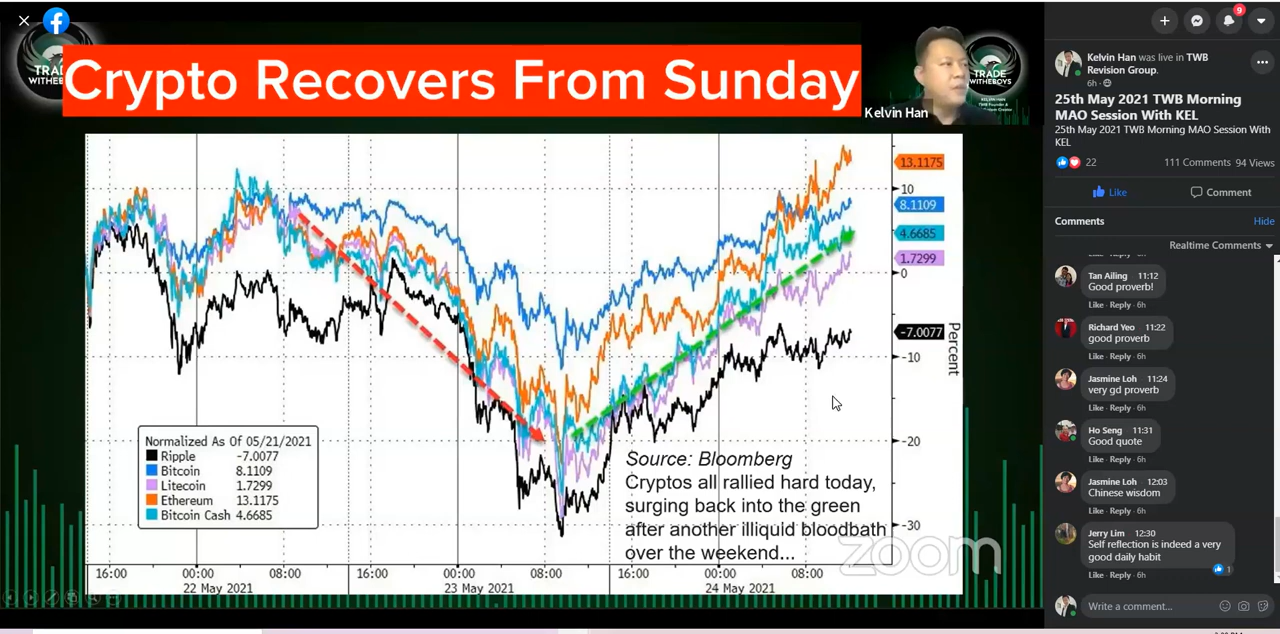 Crypto Recovers From Sunday
TRADE
WITHEBOYS
Kelvin Han
13.1175
10
8.1109
4.6685
1.7299
0
-7.0077
Percent
-10
-20
-30
Normalized As Of 05/21/2021
Ripple -7.0077
Bitcoin 8.1109
Litecoin 1.7299
Ethereum 13.1175
Bitcoin Cash 4.6685
Source: Bloomberg
Cryptos all rallied hard today,
surging back into the green
after another illiquid bloodbath
over the weekend...
zoom
16:00 00:00 08:00 16:00 00:00 08:00 16:00 00:00 08:00
22 May 2021 23 May 2021 24 May 2021
9
Kelvin Han was live in TWB
Revision Group.
6h
25th May 2021 TWB Morning
MAO Session With KEL
25th May 2021 TWB Morning MAO Session With
KEL
22 111 Comments 94 Views
Like Comment
Comments Hide
Realtime Comments
Like · Reply · 6h
Tan Ailing 11:12
Good proverb!
Like · Reply · 6h
Richard Yeo 11:22
good proverb
Like · Reply · 6h
Jasmine Loh 11:24
very gd proverb
Like · Reply · 6h
Ho Seng 11:31
Good quote
Like · Reply · 6h
Jasmine Loh 12:03
Chinese wisdom
Like · Reply · 6h
Jerry Lim 12:30
Self reflection is indeed a very
good daily habit
1
Like · Reply · 6h
Write a comment...